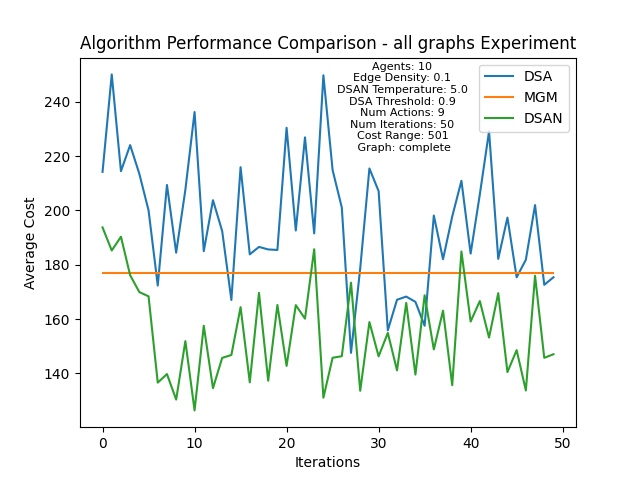 Algorithm Performance Comparison - all graphs Experiment
Agents: 10
Edge Density: 0.1
DSAN Temperature: 5.0
DSA Threshold: 0.9
Num Actions: 9
Num Iterations: 50
Cost Range: 501
Graph: complete
DSA
MGM
DSAN
Average Cost
240
220
200
180
160
140
0
10
20
30
40
50
Iterations